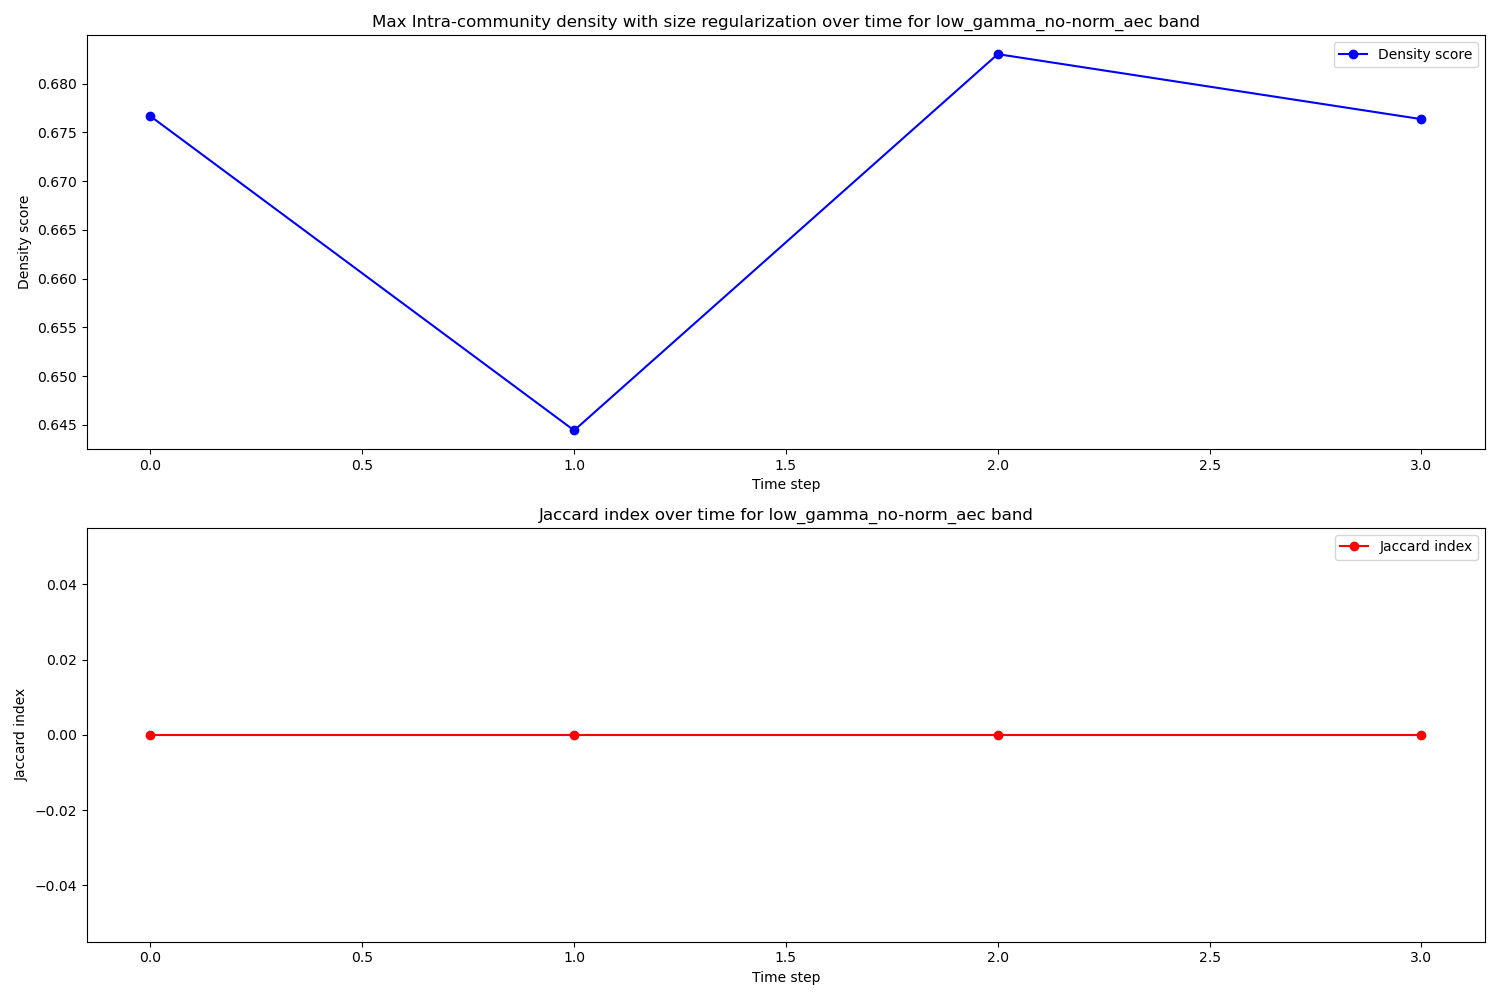 Max Intra-community density with size regularization over time for low_gamma_no-norm_aec band
Density score
0.680
0.675
0.670
0.665
0.660
0.655
0.650
0.645
Density score
0.0 0.5 1.0 1.5 2.0 2.5 3.0
Time step
Jaccard index over time for low_gamma_no-norm_aec band
Jaccard index
0.04
0.02
0.00
−0.02
−0.04
Jaccard index
0.0 0.5 1.0 1.5 2.0 2.5 3.0
Time step